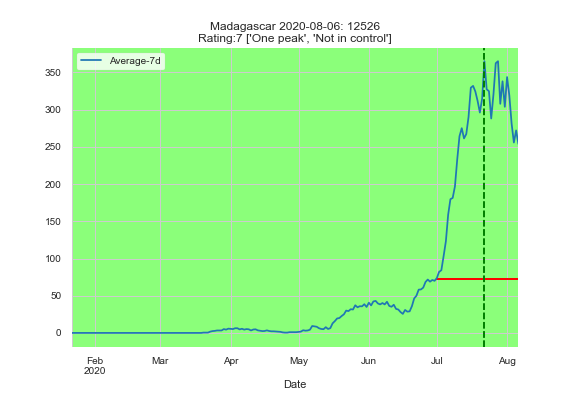 Madagascar 2020-08-06: 12526
Rating:7 ['One peak', 'Not in control']
Average-7d
350
300
250
200
150
100
50
0
Feb
2020
Mar
Apr
May
Jun
Jul
Aug
Date